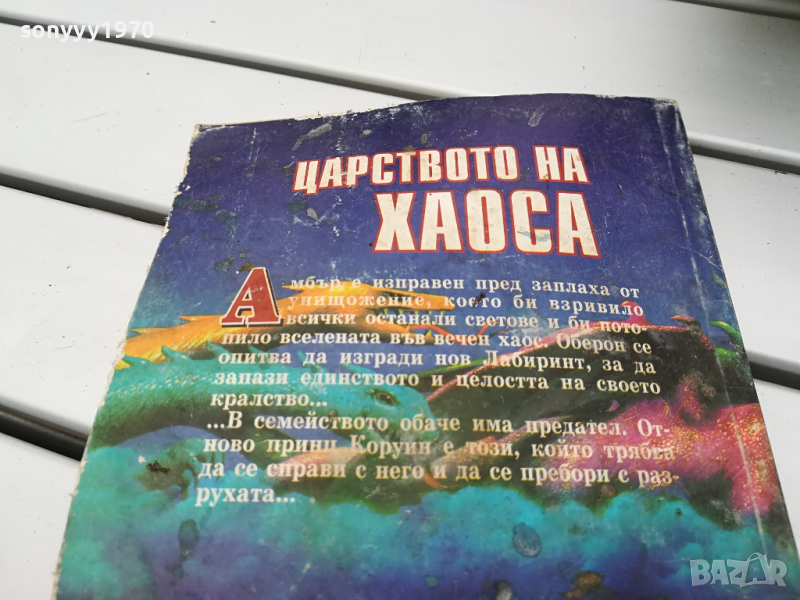 sonyyy1970
ЦАРСТВОТО НА
ХАОСА
Амбър е изправен пред заплаха от
унищожение, което би взривило
всички останали светове и би пото-
пило вселената във вечен хаос. Оберон се
опитва да изгради нов Лабиринт, за да
запази единството и целостта на своето
кралство...
...В семейството обаче има предател. От-
ново принц Коруин е този, който трябва
да се справи с него и да се пребори с раз-
рухата...
BAZAR